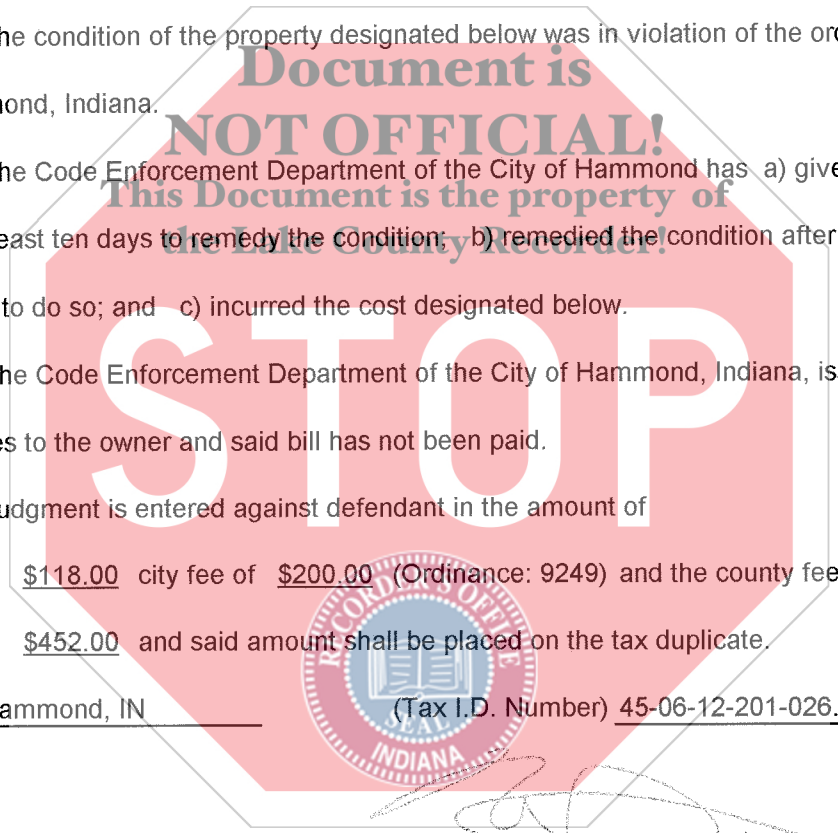 he condition of the property designated below was in violation of the ord
Document is
ond, Indiana.
NOT OFFICIAL!
he Code Enforcement Department of the City of Hammond has a) give
This Document is the property of
east ten days to remedy the condition; b) remedied the condition after
the Lake County Recorder!
to do so; and c) incurred the cost designated below.
STOP
he Code Enforcement Department of the City of Hammond, Indiana, is
s to the owner and said bill has not been paid.
udgment is entered against defendant in the amount of
$118.00 city fee of $200.00 (Ordinance: 9249) and the county fee
$452.00 and said amount shall be placed on the tax duplicate.
ammond, IN (Tax I.D. Number) 45-06-12-201-026.
RECORDER'S OFFICE
SEAL
INDIANA